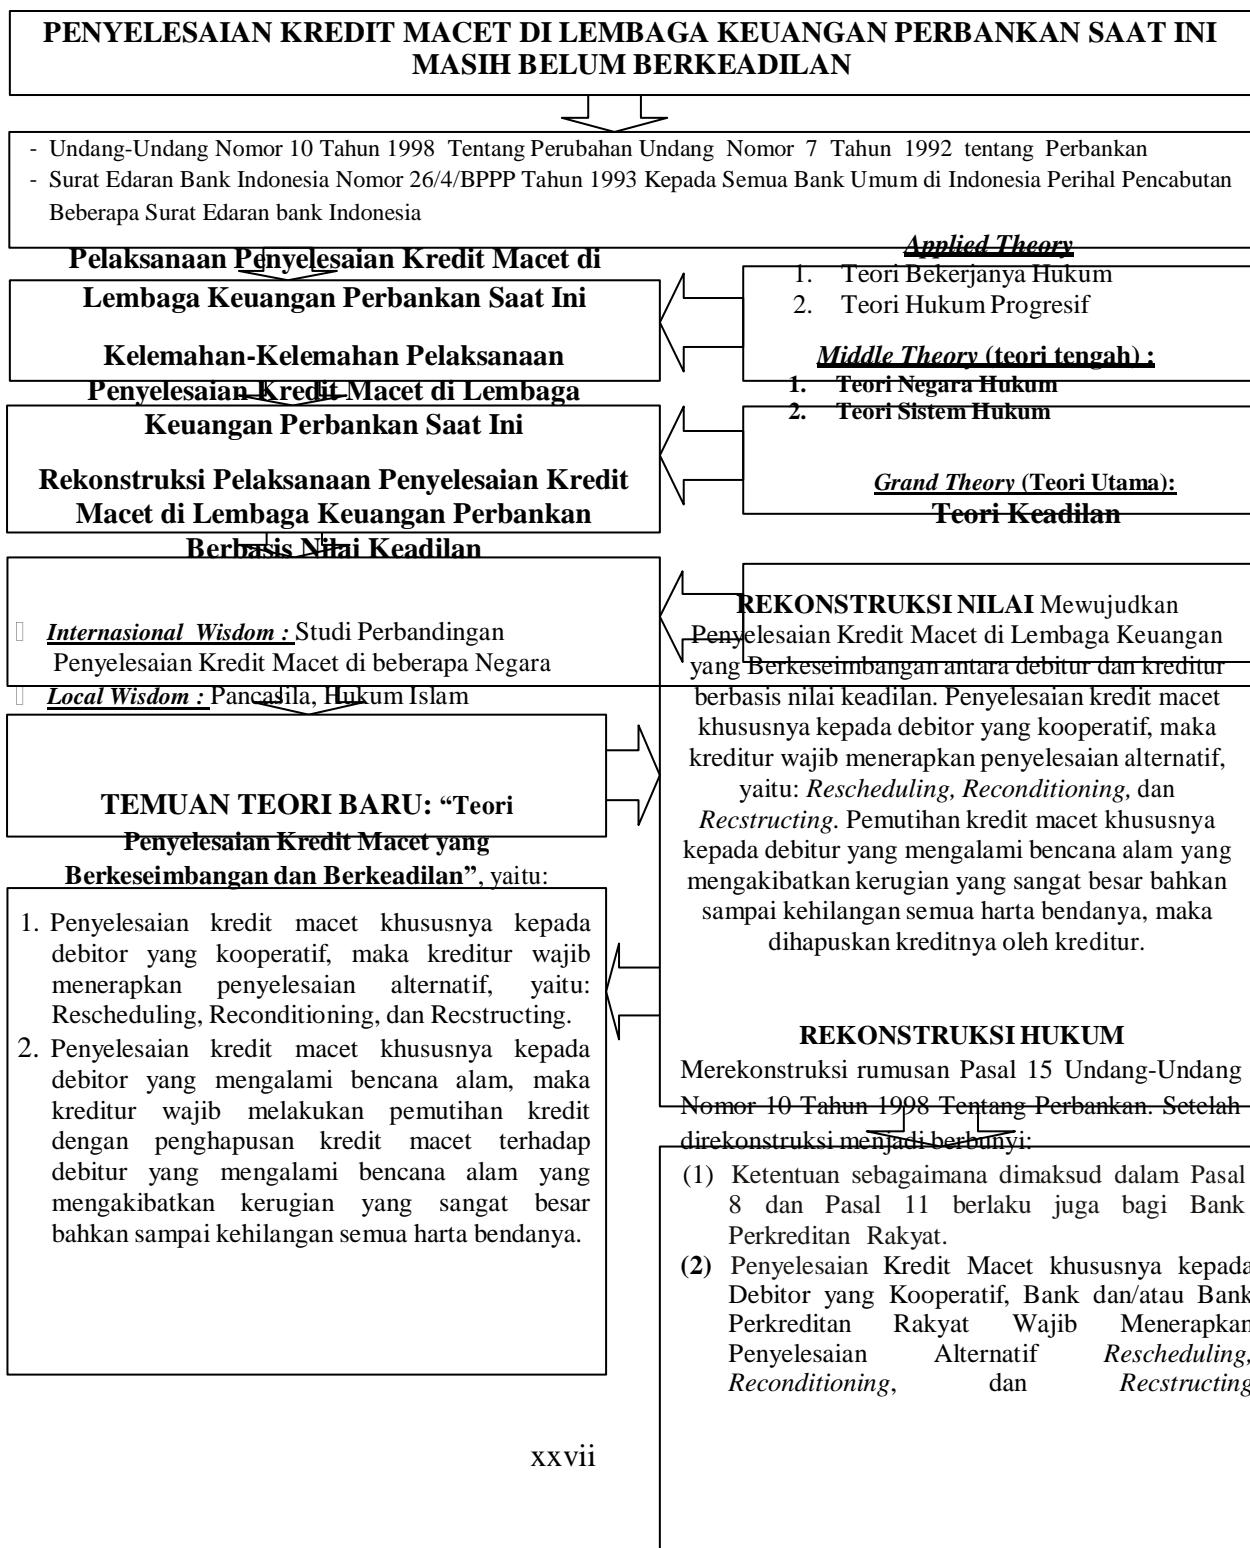 PENYELESAIAN KREDIT MACET DI LEMBAGA KEUANGAN PERBANKAN SAAT INI
MASIH BELUM BERKEADILAN
- Undang-Undang Nomor 10 Tahun 1998 Tentang Perubahan Undang Nomor 7 Tahun 1992 tentang Perbankan
- Surat Edaran Bank Indonesia Nomor 26/4/BPPP Tahun 1993 Kepada Semua Bank Umum di Indonesia Perihal Pencabutan
Beberapa Surat Edaran bank Indonesia
Pelaksanaan Penyelesaian Kredit Macet di
Lembaga Keuangan Perbankan Saat Ini
Kelemahan-Kelemahan Pelaksanaan
Penyelesaian Kredit Macet di Lembaga
Keuangan Perbankan Saat Ini
Rekonstruksi Pelaksanaan Penyelesaian Kredit
Macet di Lembaga Keuangan Perbankan
Berbasis Nilai Keadilan
Applied Theory
1. Teori Bekerjanya Hukum
2. Teori Hukum Progresif
Middle Theory (teori tengah) :
1. Teori Negara Hukum
2. Teori Sistem Hukum
Grand Theory (Teori Utama):
Teori Keadilan
Internasional Wisdom : Studi Perbandingan
Penyelesaian Kredit Macet di beberapa Negara
Local Wisdom : Pancasila, Hukum Islam
REKONSTRUKSI NILAI Mewujudkan
Penyelesaian Kredit Macet di Lembaga Keuangan
yang Berkeseimbangan antara debitur dan kreditur
berbasis nilai keadilan. Penyelesaian kredit macet
khususnya kepada debitor yang kooperatif, maka
kreditur wajib menerapkan penyelesaian alternatif,
yaitu: Rescheduling, Reconditioning, dan
Recstructing. Pemutihan kredit macet khususnya
kepada debitur yang mengalami bencana alam yang
mengakibatkan kerugian yang sangat besar bahkan
sampai kehilangan semua harta bendanya, maka
dihapuskan kreditnya oleh kreditur.
TEMUAN TEORI BARU: “Teori
Penyelesaian Kredit Macet yang
Berkeseimbangan dan Berkeadilan”, yaitu:
1. Penyelesaian kredit macet khususnya kepada
debitor yang kooperatif, maka kreditur wajib
menerapkan penyelesaian alternatif, yaitu:
Rescheduling, Reconditioning, dan Recstructing.
2. Penyelesaian kredit macet khususnya kepada
debitor yang mengalami bencana alam, maka
kreditur wajib melakukan pemutihan kredit
dengan penghapusan kredit macet terhadap
debitur yang mengalami bencana alam yang
mengakibatkan kerugian yang sangat besar
bahkan sampai kehilangan semua harta bendanya.
REKONSTRUKSI HUKUM
Merekonstruksi rumusan Pasal 15 Undang-Undang
Nomor 10 Tahun 1998 Tentang Perbankan. Setelah
direkonstruksi menjadi berbunyi:
(1) Ketentuan sebagaimana dimaksud dalam Pasal
8 dan Pasal 11 berlaku juga bagi Bank
Perkreditan Rakyat.
(2) Penyelesaian Kredit Macet khususnya kepada
Debitor yang Kooperatif, Bank dan/atau Bank
Perkreditan Rakyat Wajib Menerapkan
Penyelesaian Alternatif Rescheduling,
Reconditioning, dan Recstructing
xxvii